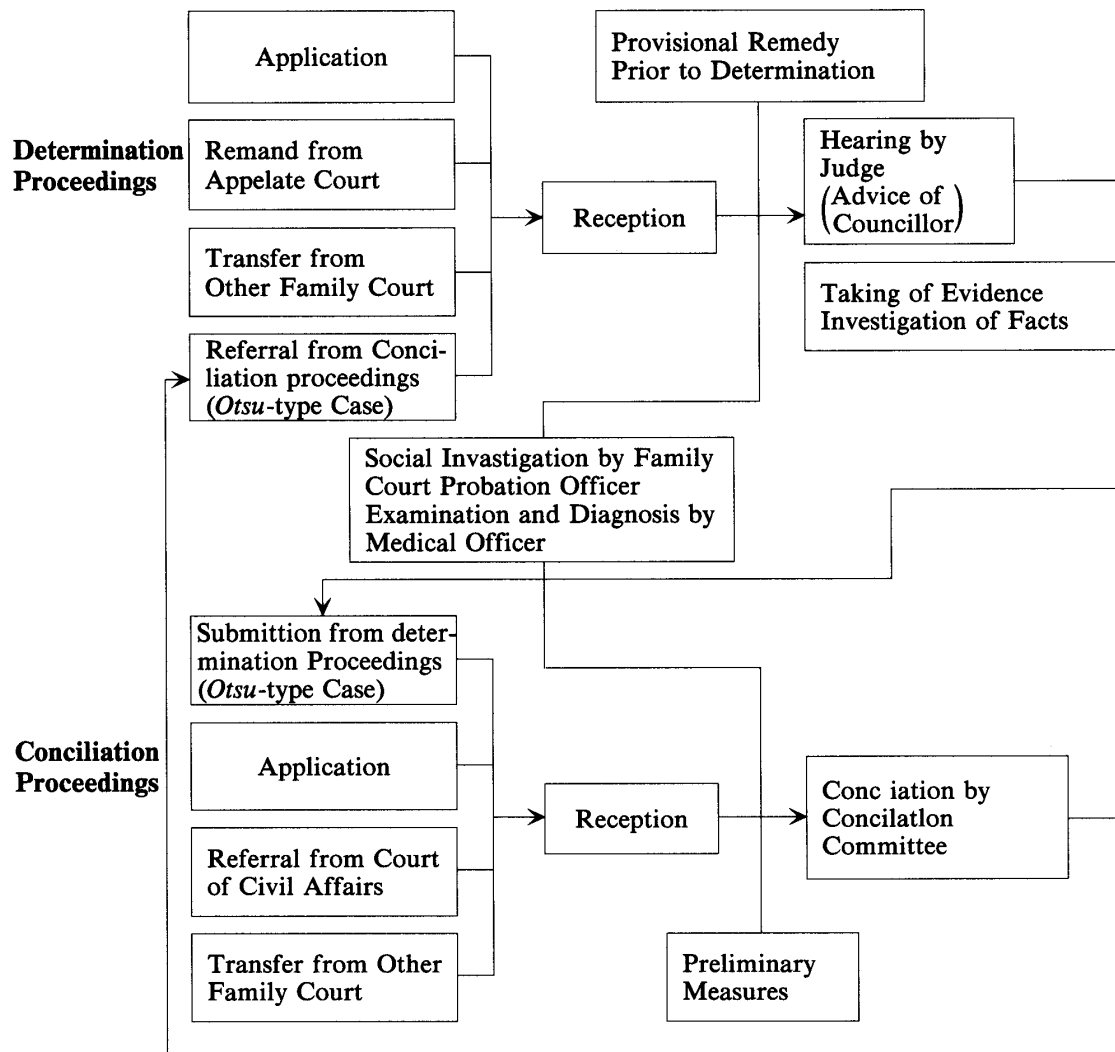 Application
Provisional Remedy
Prior to Determination
Determination
Proceedings
Remand from
Appelate Court
Hearing by
Judge
(Advice of
Councillor)
Reception
Transfer from
Other Family Court
Taking of Evidence
Investigation of Facts
Referral from Conci-
liation proceedings
(Otsu-type Case)
Social Invastigation by Family
Court Probation Officer
Examination and Diagnosis by
Medical Officer
Submittion from deter-
mination Proceedings
(Otsu-type Case)
Conciliation
Proceedings
Application
Reception
Conc iation by
Concilation
Committee
Referral from Court
of Civil Affairs
Transfer from Other
Family Court
Preliminary
Measures